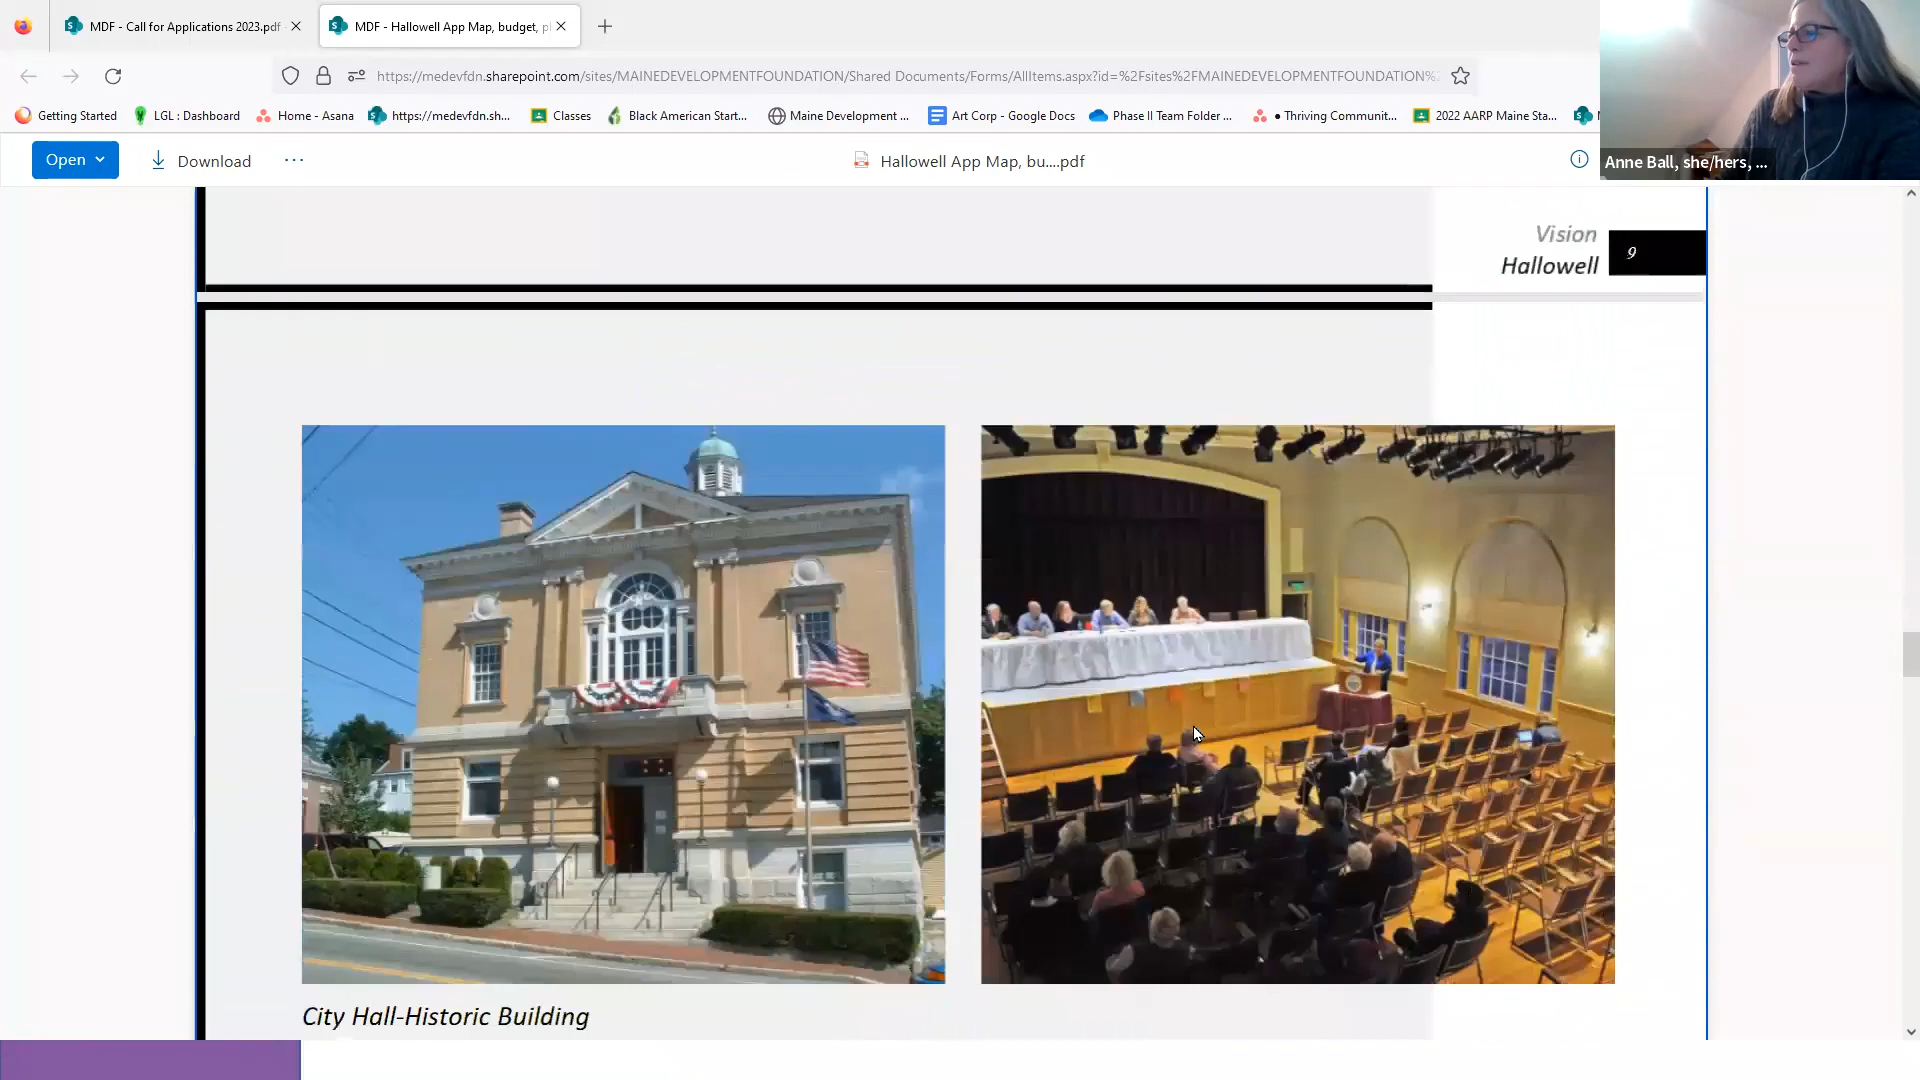 MDF - Call for Applications 2023.pdf
MDF - Hallowell App Map, budget, p
https://medevfdn.sharepoint.com/sites/MAINEDEVELOPMENTFOUNDATION/Shared Documents/Forms/AllItems.aspx?id=%2Fsites%2FMAINEDEVELOPMENTFOUNDATION%
Getting Started
LGL : Dashboard
Home - Asana
https://medevfdn.sh...
Classes
Black American Start...
Maine Development ...
Art Corp - Google Docs
Phase II Team Folder ...
• Thriving Communit...
2022 AARP Maine Sta...
Open
Download
...
Hallowell App Map, bu....pdf
Anne Ball, she/hers, ...
Vision
Hallowell
9
City Hall-Historic Building